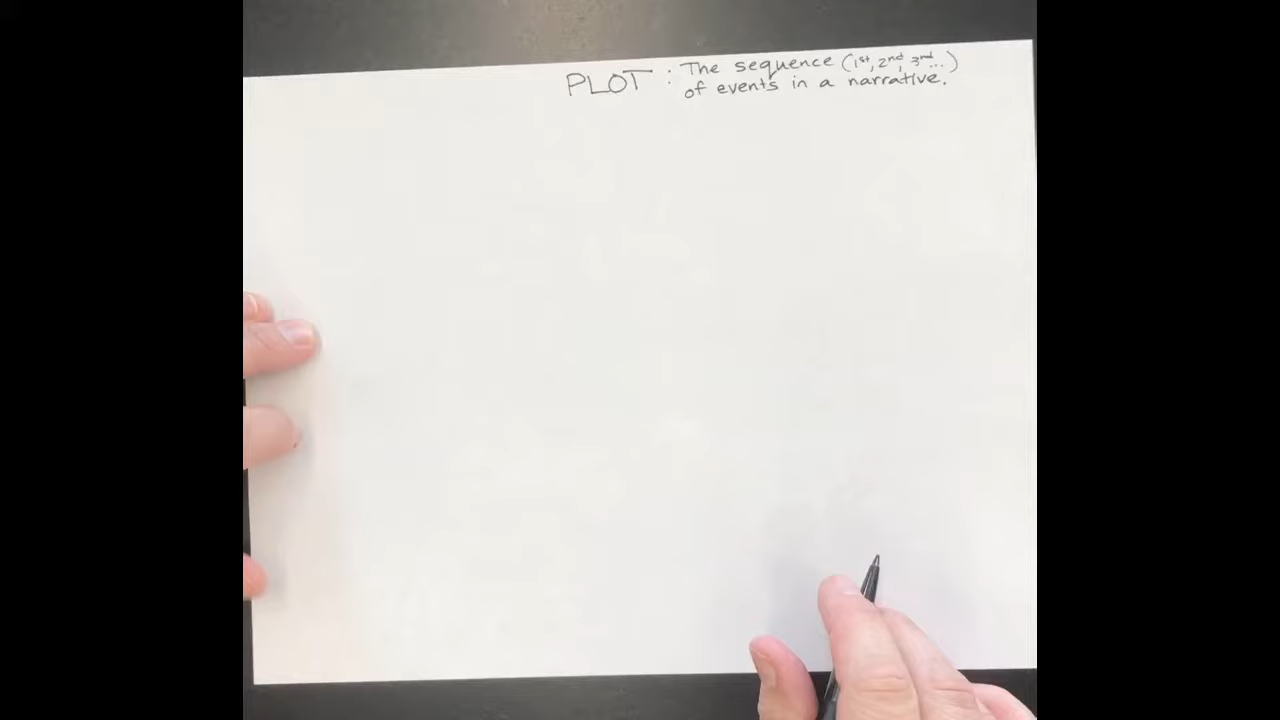 PLOT : The sequence (1st, 2nd, 3rd...)
of events in a narrative.